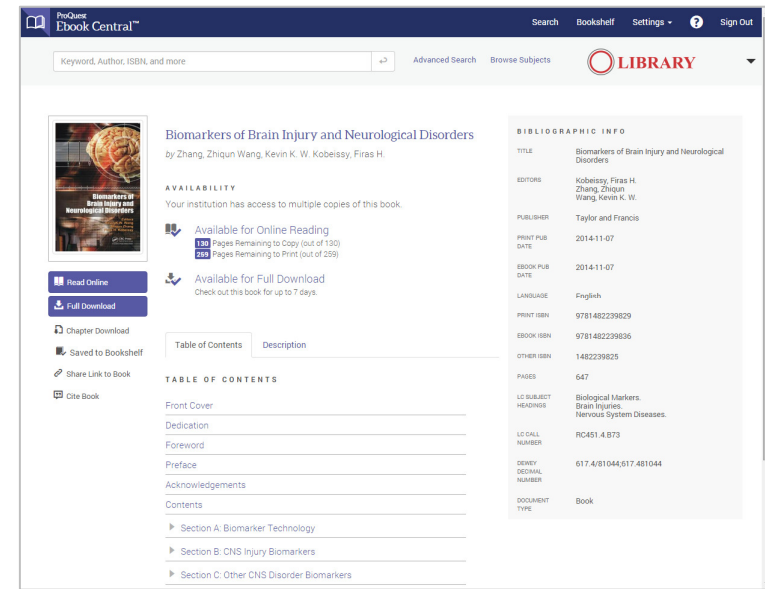 ProQuest
Ebook Central™
Search Bookshelf Settings ? Sign Out
Keyword, Author, ISBN, and more
Advanced Search Browse Subjects
LIBRARY
Biomarkers of
Brain Injury and
Neurological Disorders
Read Online
Full Download
Chapter Download
Saved to Bookshelf
Share Link to Book
Cite Book
Biomarkers of Brain Injury and Neurological Disorders
by Zhang, Zhiqun Wang, Kevin K. W. Kobeissy, Firas H.
AVAILABILITY
Your institution has access to multiple copies of this book.
Available for Online Reading
130 Pages Remaining to Copy (out of 130)
259 Pages Remaining to Print (out of 259)
Available for Full Download
Check out this book for up to 7 days.
Table of Contents Description
TABLE OF CONTENTS
Front Cover
Dedication
Foreword
Preface
Acknowledgements
Contents
Section A: Biomarker Technology
Section B: CNS Injury Biomarkers
Section C: Other CNS Disorder Biomarkers
BIBLIOGRAPHIC INFO
TITLE Biomarkers of Brain Injury and Neurological
Disorders
EDITORS Kobeissy, Firas H.
Zhang, Zhiqun
Wang, Kevin K. W.
PUBLISHER Taylor and Francis
PRINT PUB 2014-11-07
DATE
EBOOK PUB 2014-11-07
DATE
LANGUAGE English
PRINT ISBN 9781482239829
EBOOK ISBN 9781482239836
OTHER ISBN 1482239825
PAGES 647
LC SUBJECT Biological Markers.
HEADINGS Brain Injuries.
Nervous System Diseases.
LC CALL RC451.4.B73
NUMBER
DEWEY 617.4/81044;617.481044
DECIMAL
NUMBER
DOCUMENT Book
TYPE